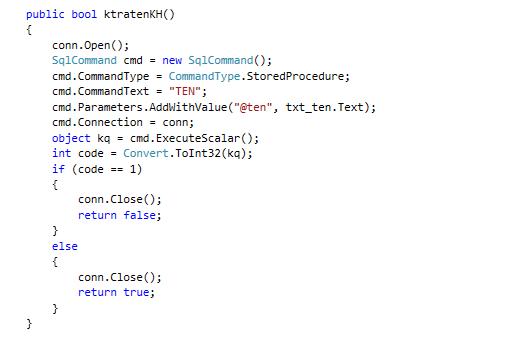 public bool ktratenKH()
{
conn.Open();
SqlCommand cmd = new SqlCommand();
cmd.CommandType = CommandType.StoredProcedure;
cmd.CommandText = "TEN";
cmd.Parameters.AddWithValue("@ten", txt_ten.Text);
cmd.Connection = conn;
object kq = cmd.ExecuteScalar();
int code = Convert.ToInt32(kq);
if (code == 1)
{
conn.Close();
return false;
}
else
{
conn.Close();
return true;
}
}